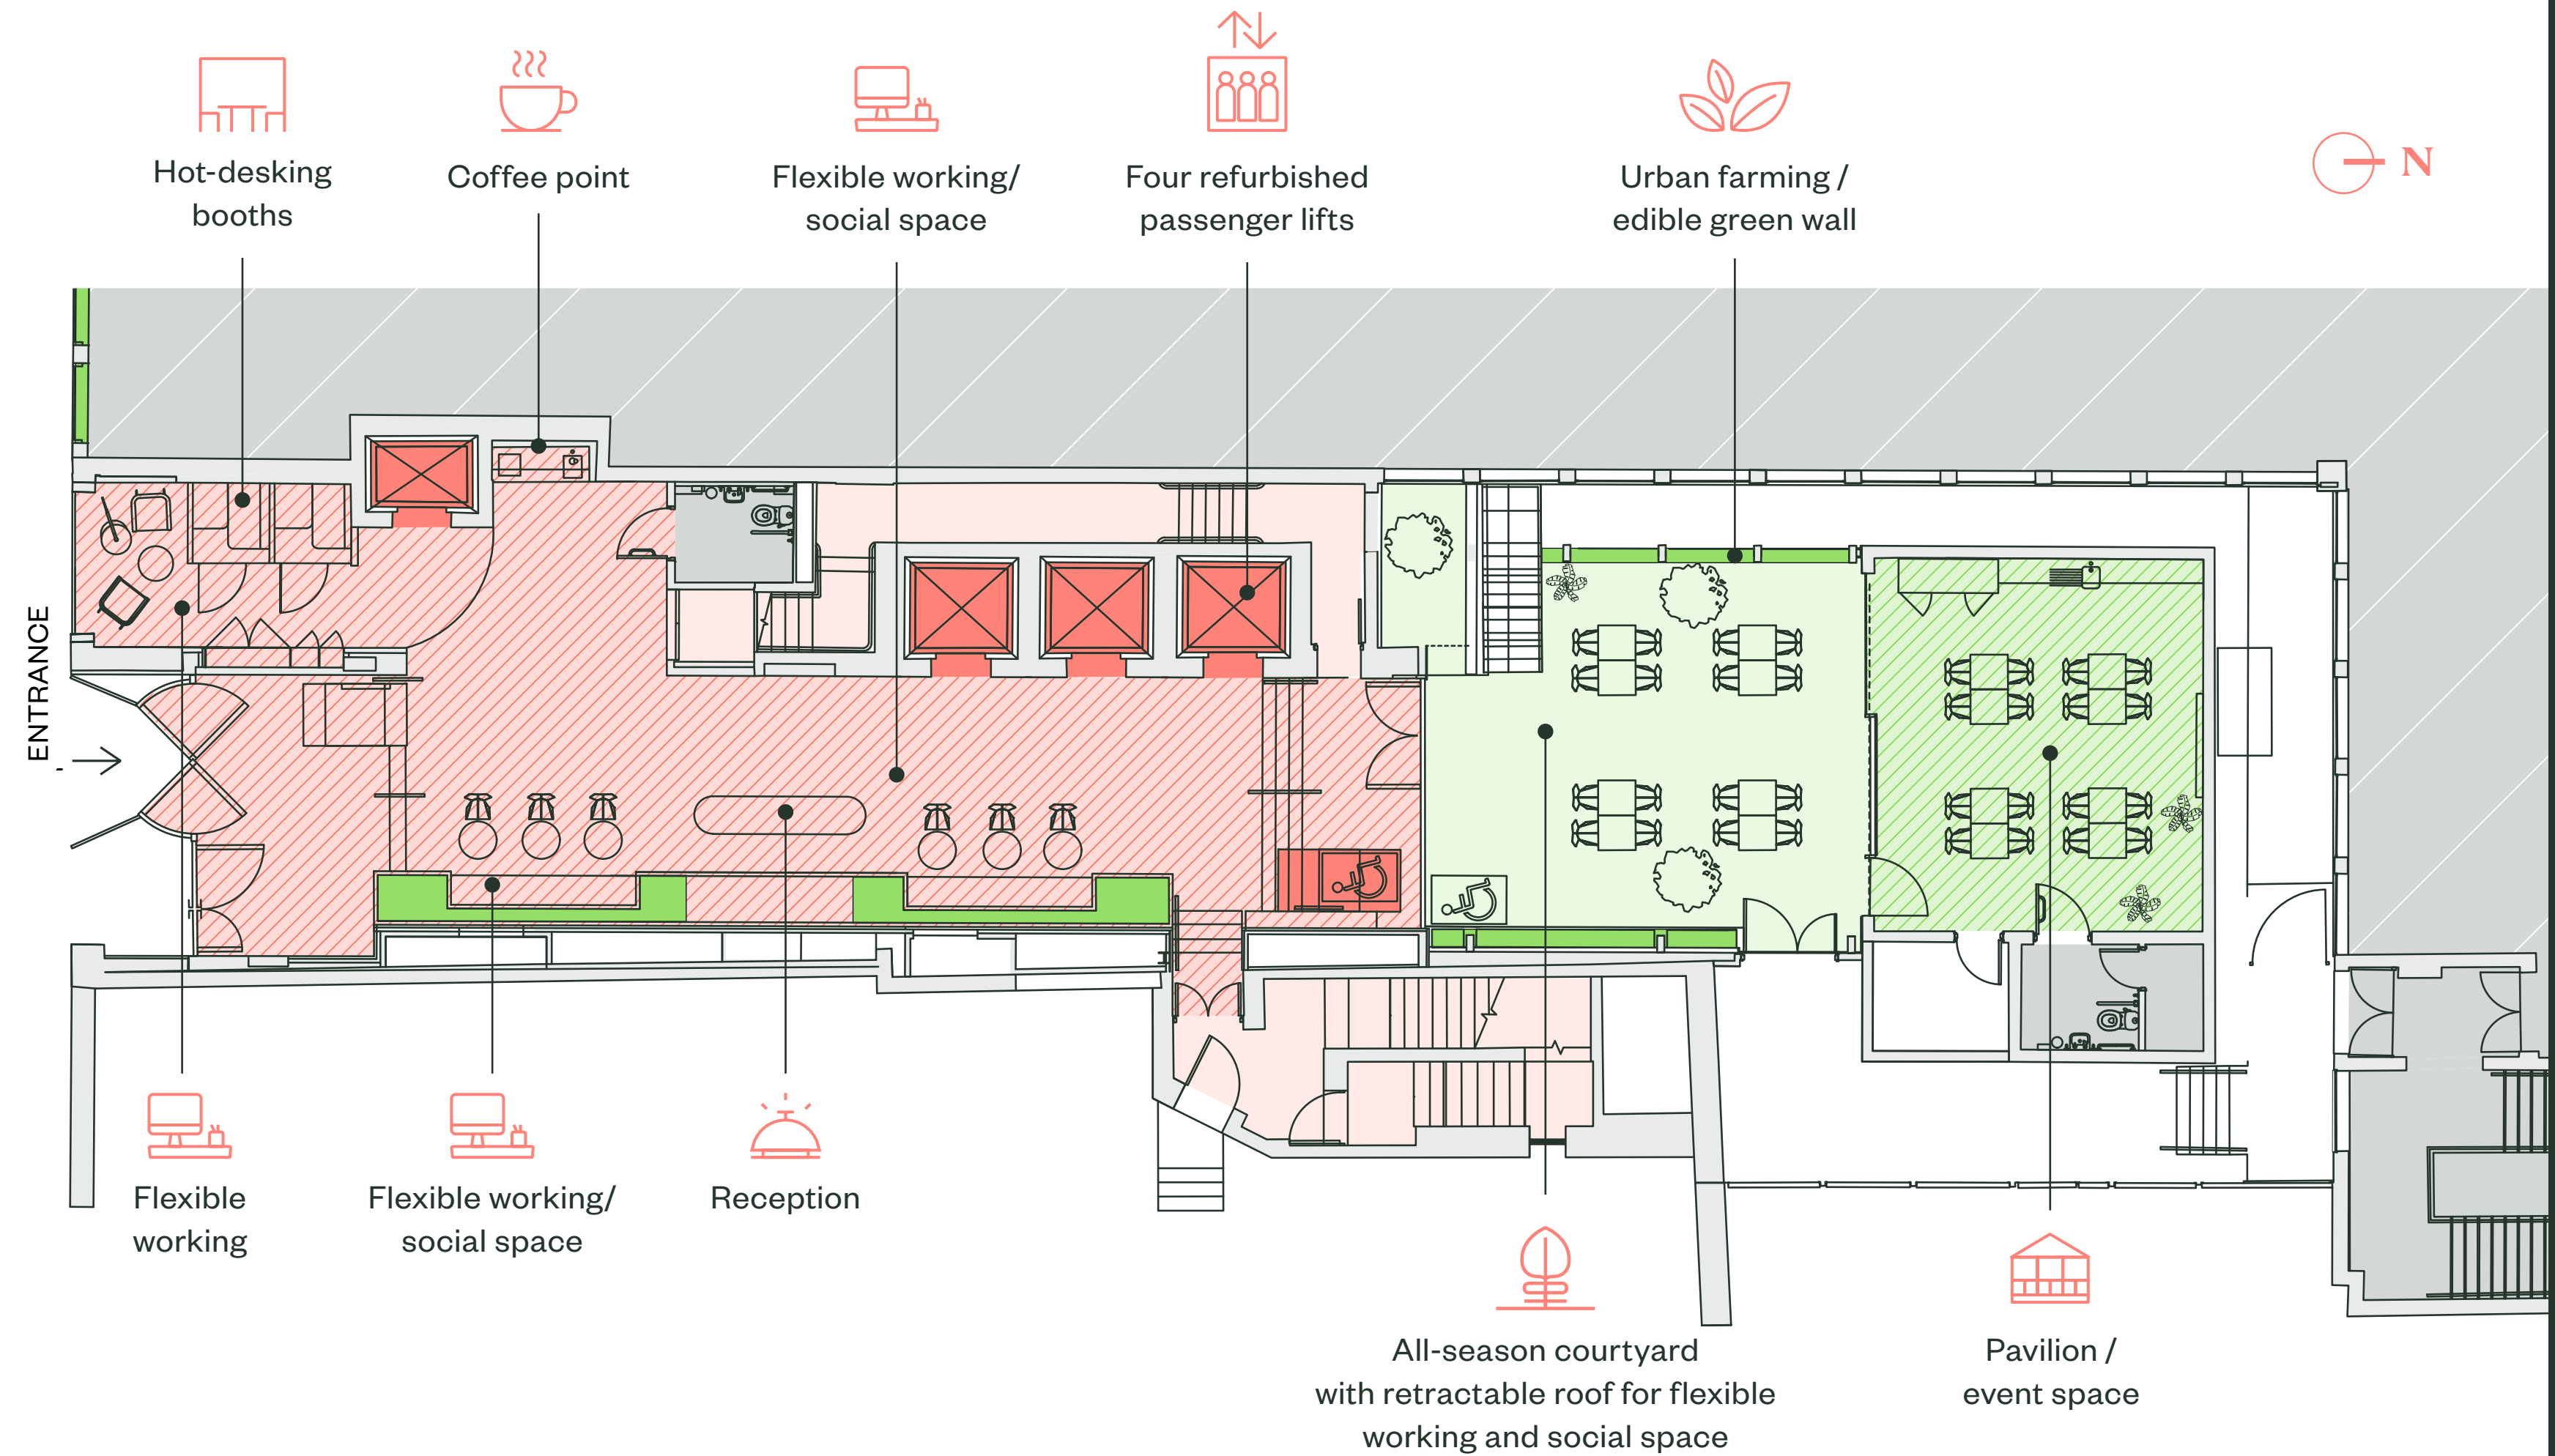 Hot-desking
booths
Coffee point
Flexible working/
social space
Four refurbished
passenger lifts
Urban farming /
edible green wall
N
ENTRANCE
Flexible
working
Flexible working/
social space
Reception
All-season courtyard
with retractable roof for flexible
working and social space
Pavilion /
event space